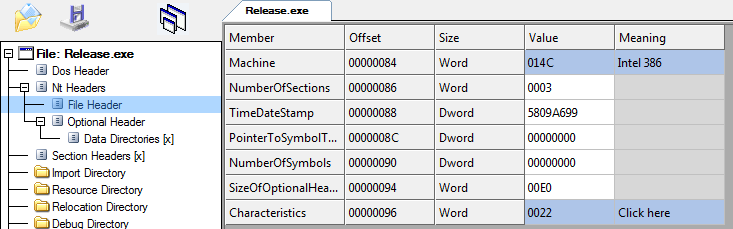 Release.exe
File: Release.exe
Dos Header
Nt Headers
File Header
Optional Header
Data Directories [x]
Section Headers [x]
Import Directory
Resource Directory
Relocation Directory
Debug Directory
Member Offset Size Value Meaning
Machine 00000084 Word 014C Intel 386
NumberOfSections 00000086 Word 0003
TimeDateStamp 00000088 Dword 5809A699
PointerToSymbolT... 0000008C Dword 00000000
NumberOfSymbols 00000090 Dword 00000000
SizeOfOptionalHea... 00000094 Word 00E0
Characteristics 00000096 Word 0022 Click here